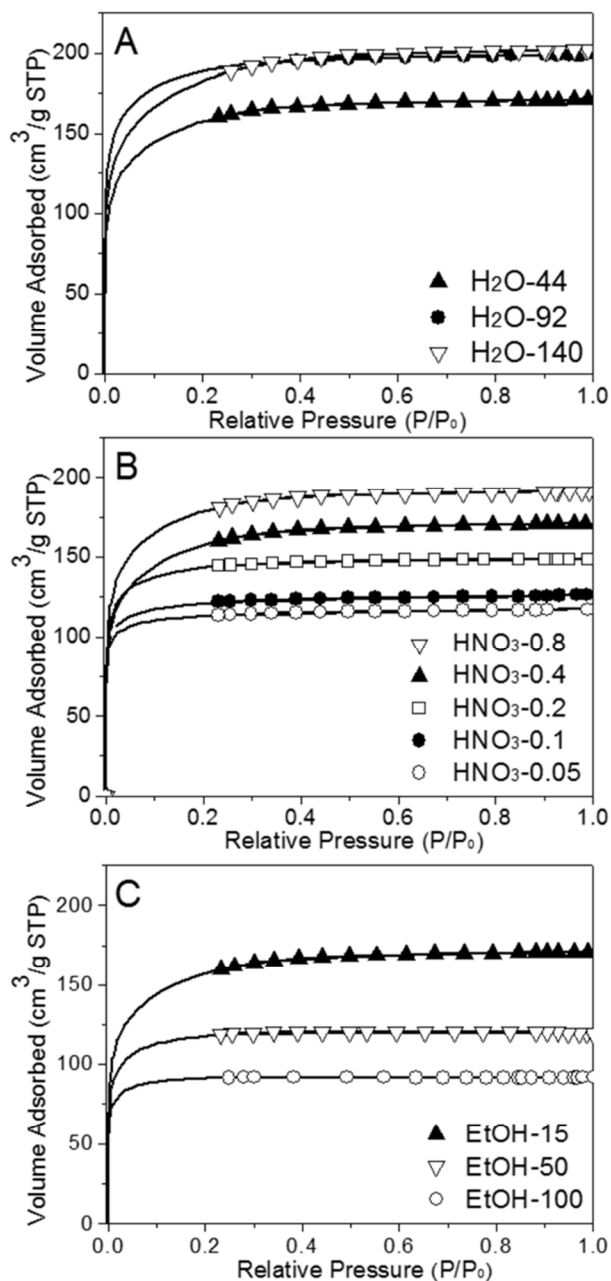 A
Volume Adsorbed (cm³/g STP)
200
150
100
50
0
H₂O-44
H₂O-92
H₂O-140
0.0 0.2 0.4 0.6 0.8 1.0
Relative Pressure (P/P₀)
B
Volume Adsorbed (cm³/g STP)
200
150
100
50
0
HNO₃-0.8
HNO₃-0.4
HNO₃-0.2
HNO₃-0.1
HNO₃-0.05
0.0 0.2 0.4 0.6 0.8 1.0
Relative Pressure (P/P₀)
C
Volume Adsorbed (cm³/g STP)
200
150
100
50
0
EtOH-15
EtOH-50
EtOH-100
0.0 0.2 0.4 0.6 0.8 1.0
Relative Pressure (P/P₀)